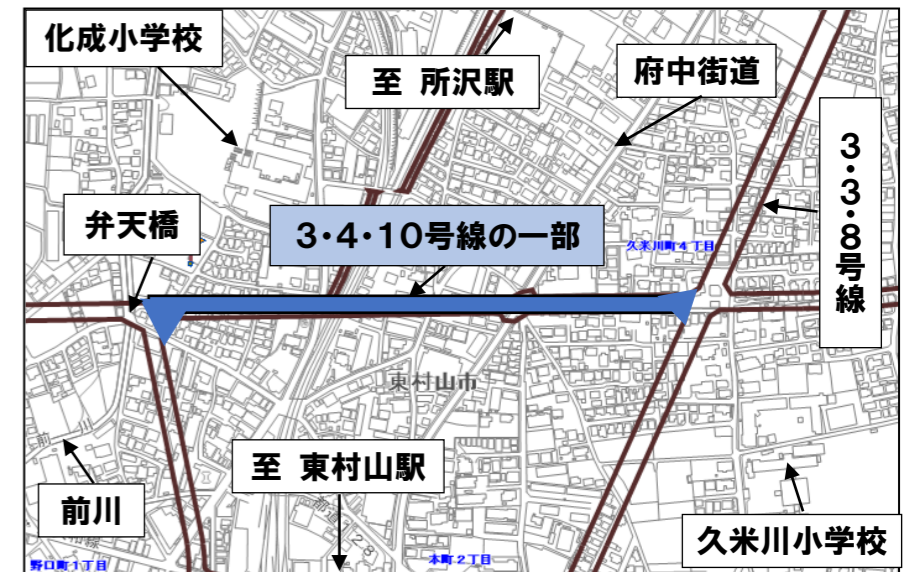 化成小学校
至 所沢駅
府中街道
3・3・8号線
弁天橋
3・4・10号線の一部
久米川町4丁目
東村山市
前川
至 東村山駅
前川
久米川小学校
野口町1丁目
本町2丁目